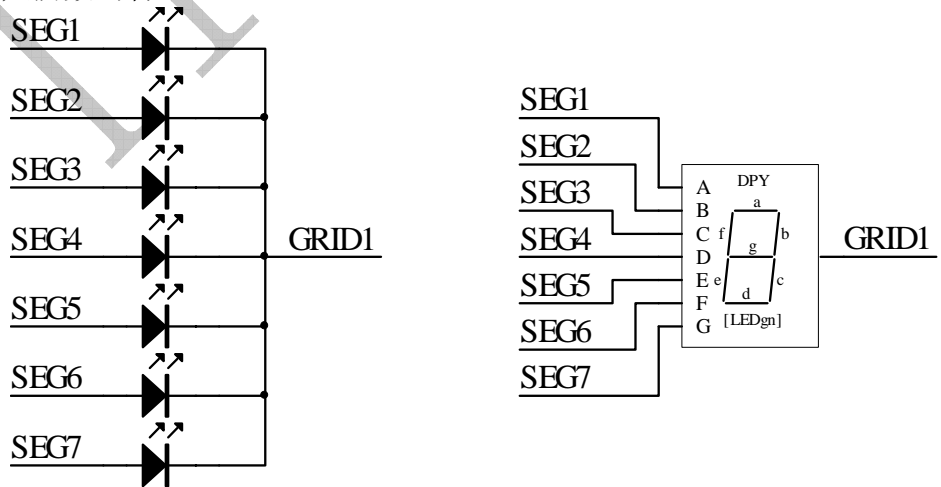 SEG1
SEG2
SEG3
SEG4
SEG5
SEG6
SEG7
GRID1
SEG1
SEG2
SEG3
SEG4
SEG5
SEG6
SEG7
A
B
C
D
E
F
G
DPY
a
f
b
g
e
c
d
[LEDgn]
GRID1